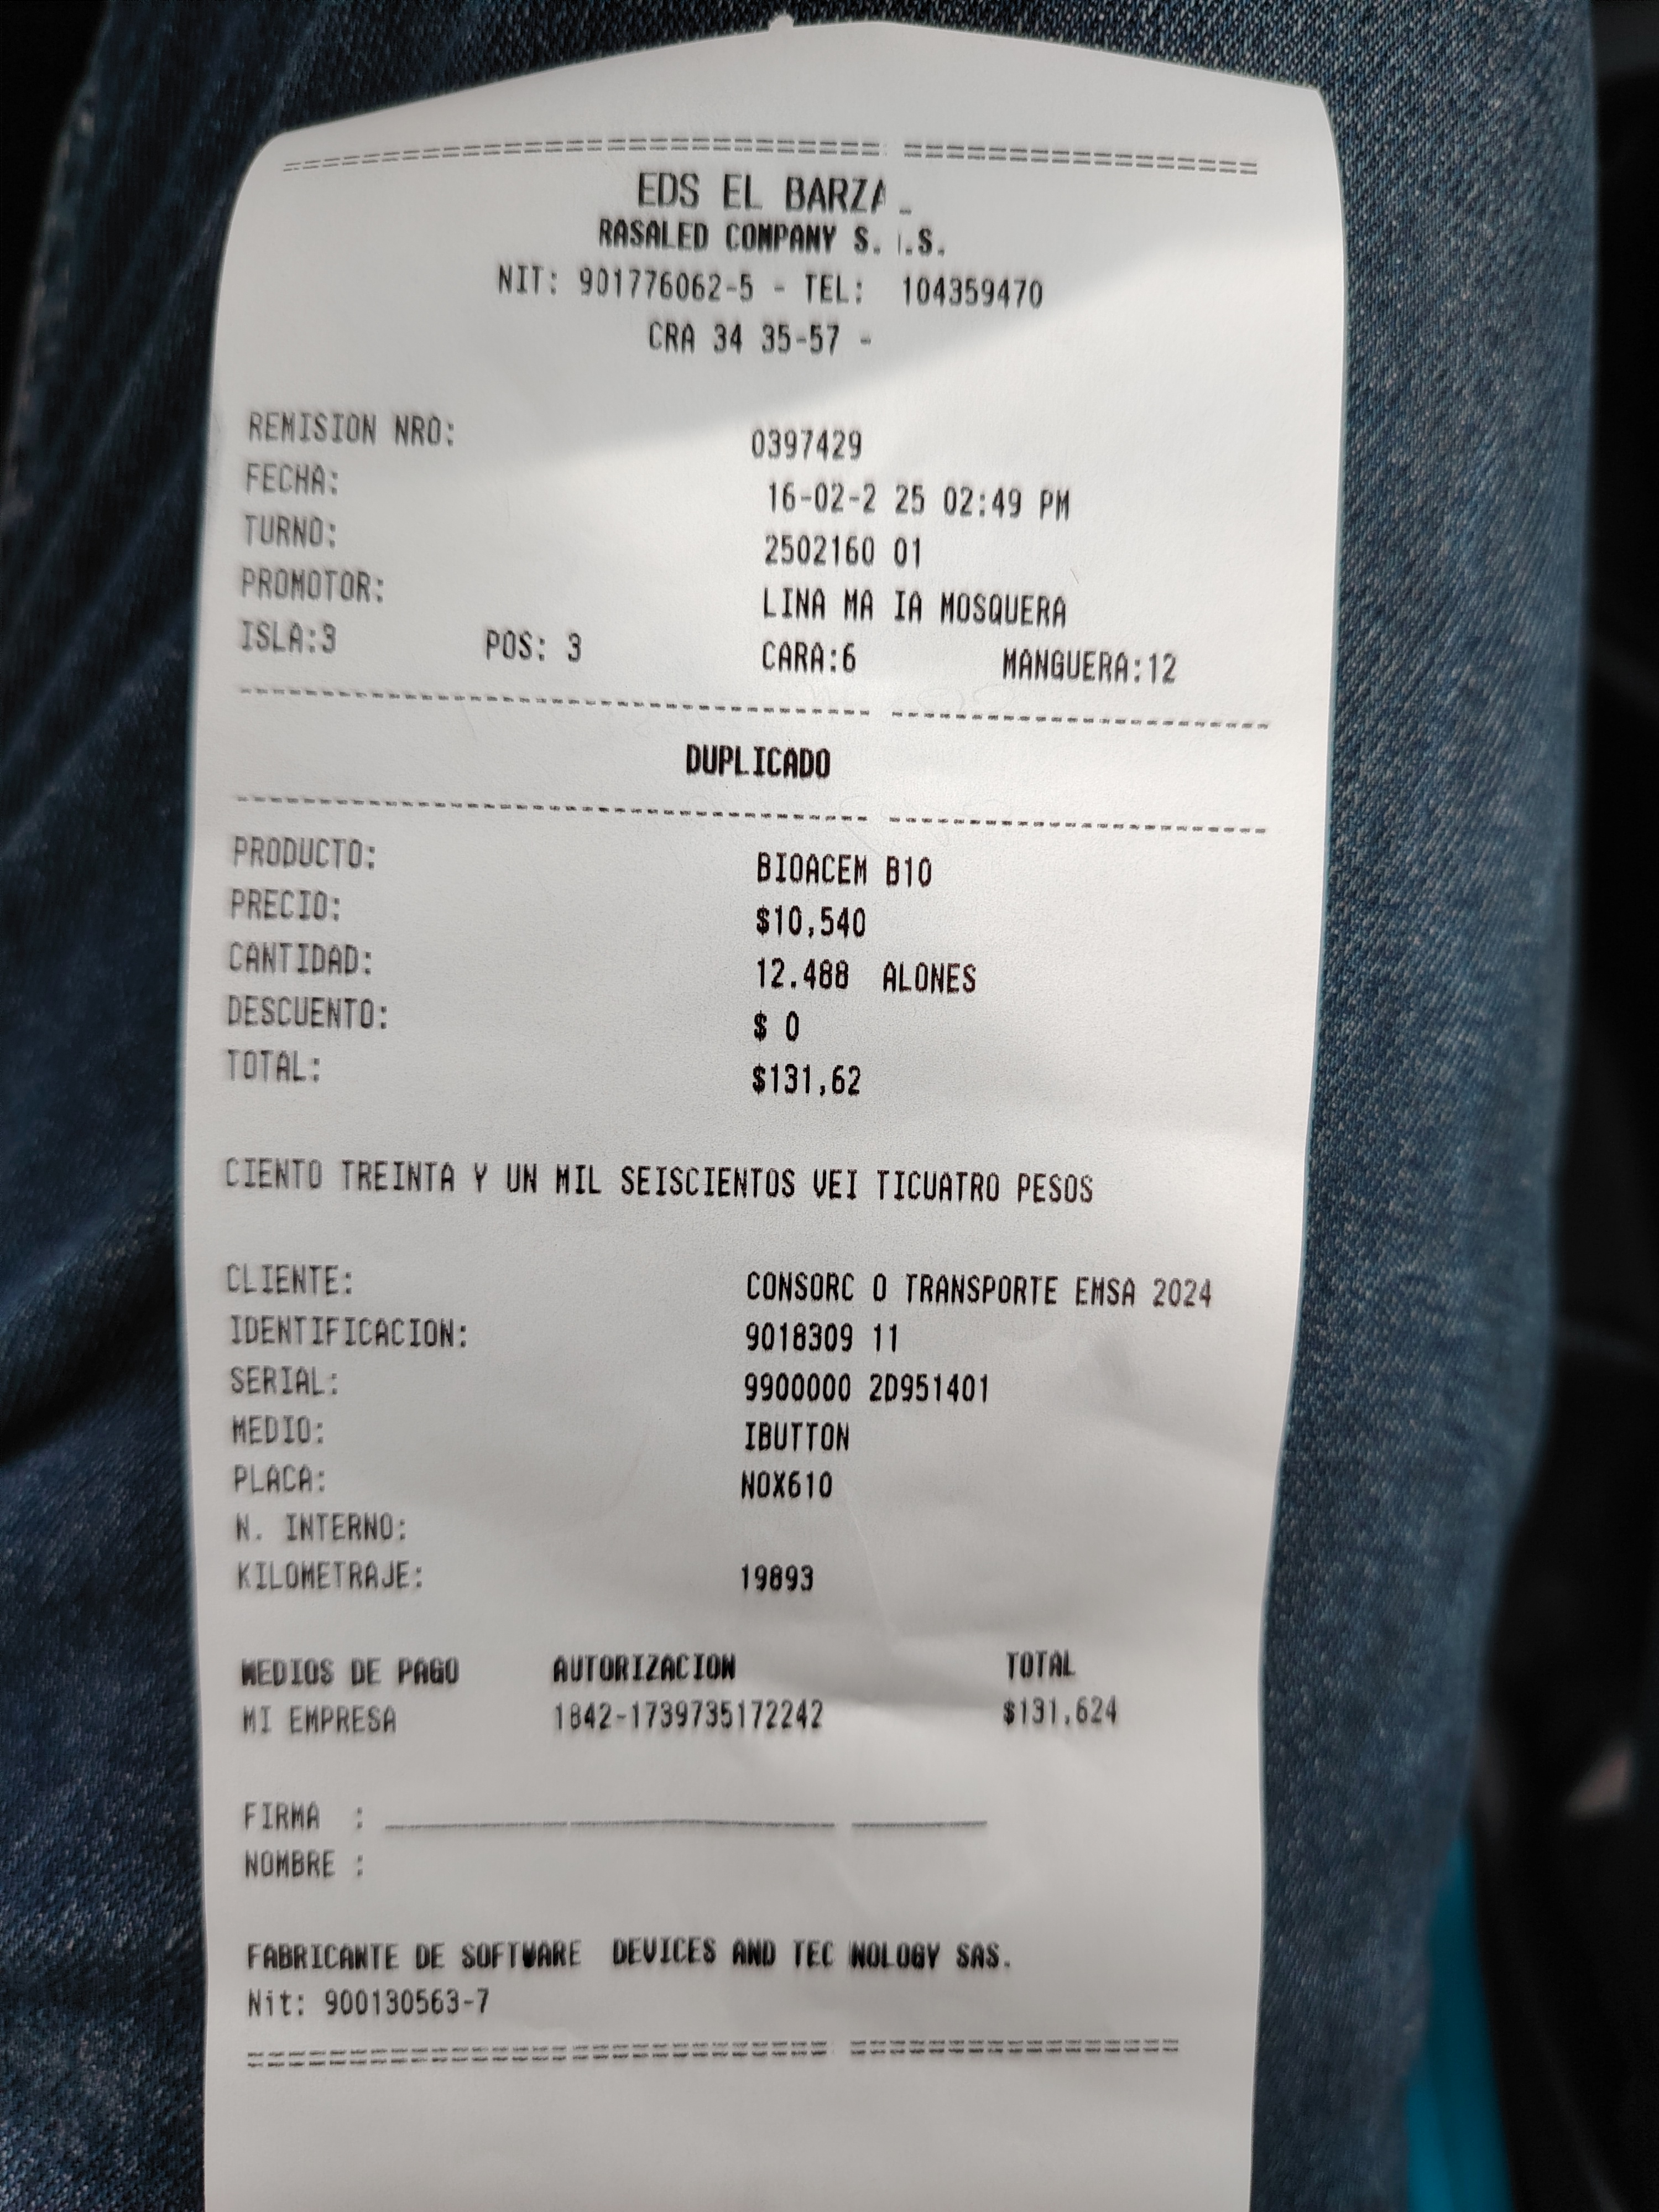 EDS EL BARZA
RASALED COMPANY S. .S.
NIT: 901776062-5 - TEL: 104359470
CRA 34 35-57 -
REMISION NRO: 0397429
FECHA: 16-02-2 25 02:49 PM
TURNO: 2502160 01
PROMOTOR: LINA MA IA MOSQUERA
ISLA:3 POS: 3 CARA:6 MANGUERA:12
DUPLICADO
PRODUCTO: BIOACEM B10
PRECIO: $10,540
CANTIDAD: 12.488 ALONES
DESCUENTO: $ 0
TOTAL: $131,62
CIENTO TREINTA Y UN MIL SEISCIENTOS VEI TICUATRO PESOS
CLIENTE: CONSORC O TRANSPORTE EMSA 2024
IDENTIFICACION: 9018309 11
SERIAL: 9900000 2D951401
MEDIO: IBUTTON
PLACA: NOX610
N. INTERNO:
KILOMETRAJE: 19893
MEDIOS DE PAGO AUTORIZACION TOTAL
MI EMPRESA 1842-1739735172242 $131,624
FIRMA :
NOMBRE :
FABRICANTE DE SOFTWARE DEVICES AND TEC NOLOGY SAS.
Nit: 900130563-7